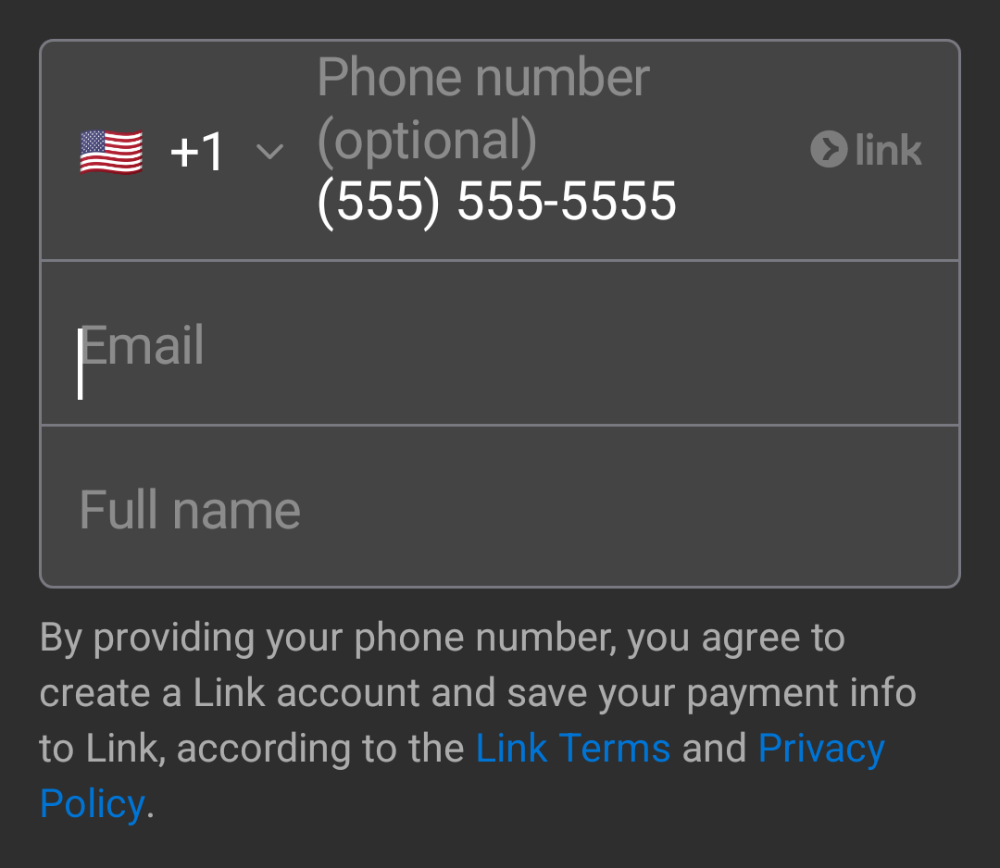 Phone number
(optional)
+1
(555) 555-5555
link
Email
Full name
By providing your phone number, you agree to
create a Link account and save your payment info
to Link, according to the Link Terms and Privacy
Policy.